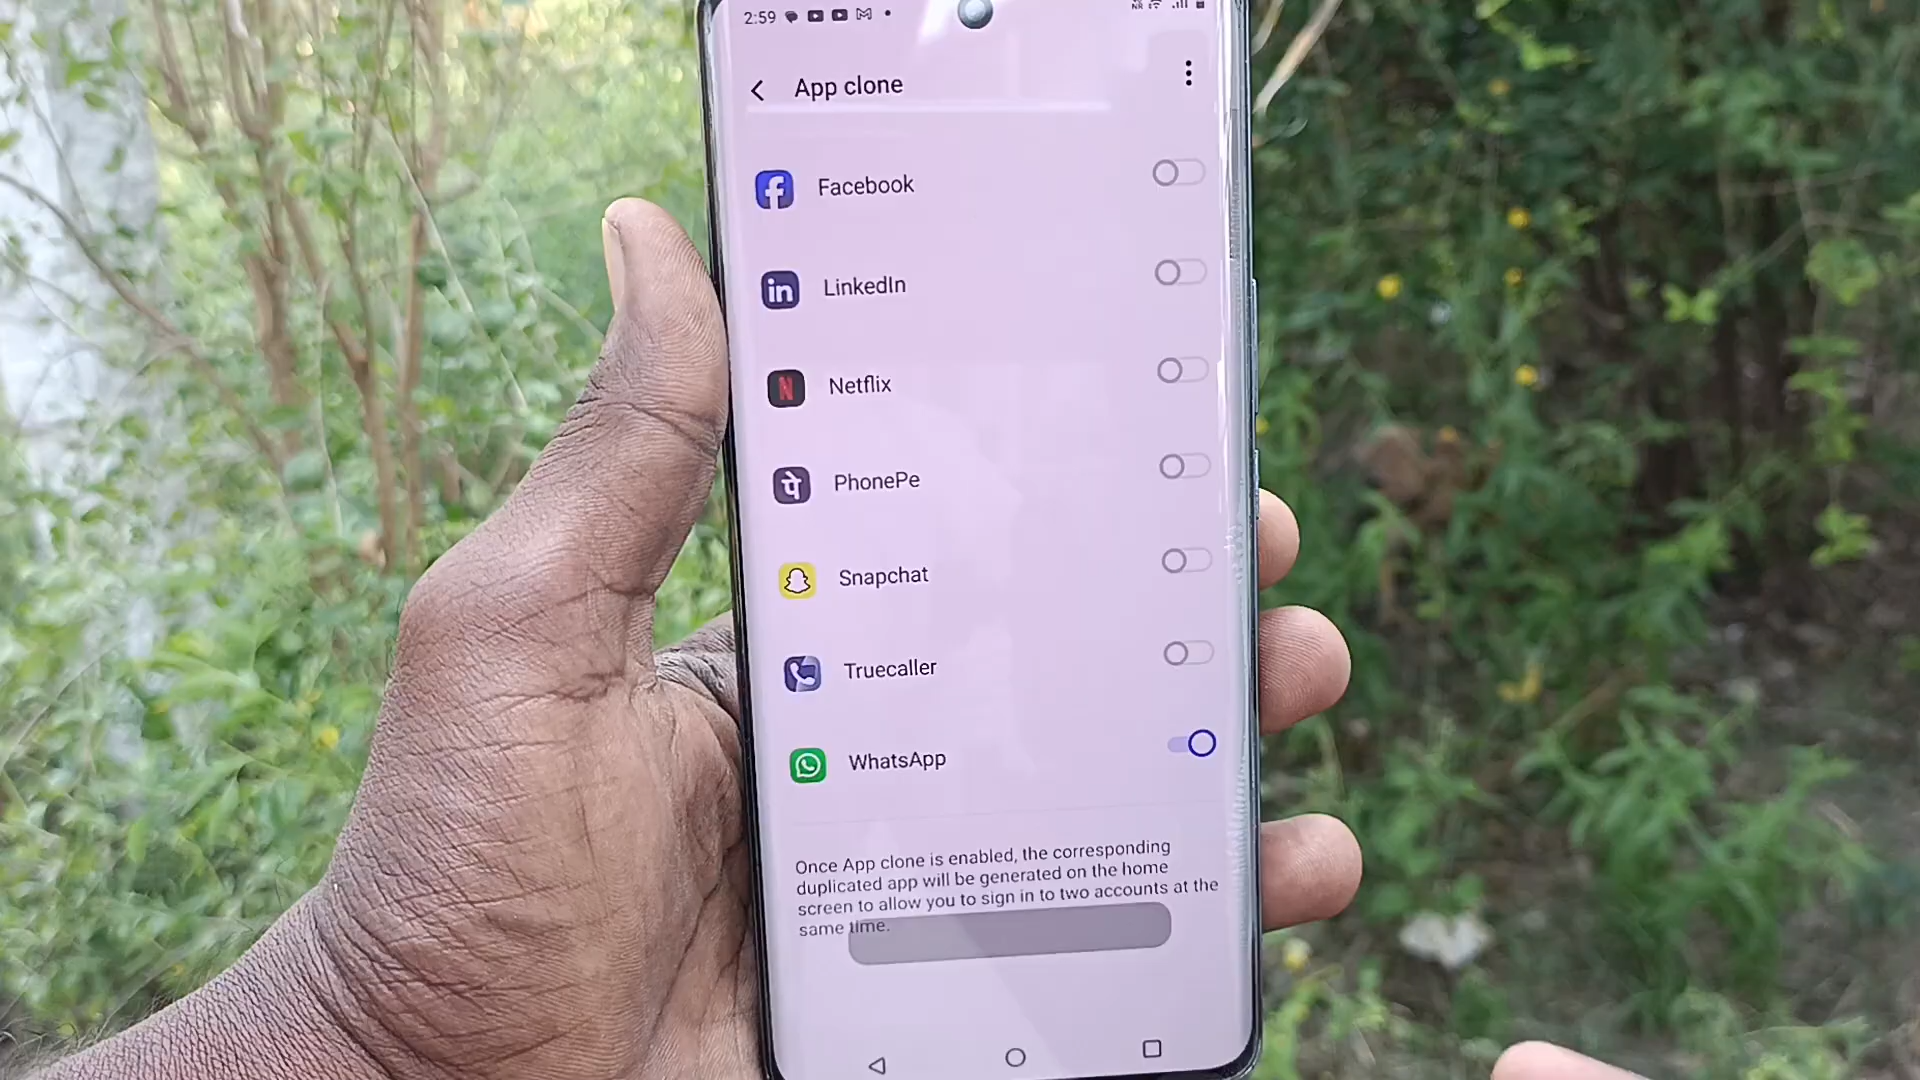 2:59
App clone
Facebook
in LinkedIn
N Netflix
पे PhonePe
Snapchat
Truecaller
WhatsApp
Once App clone is enabled, the corresponding
duplicated app will be generated on the home
screen to allow you to sign in to two accounts at the
same time.